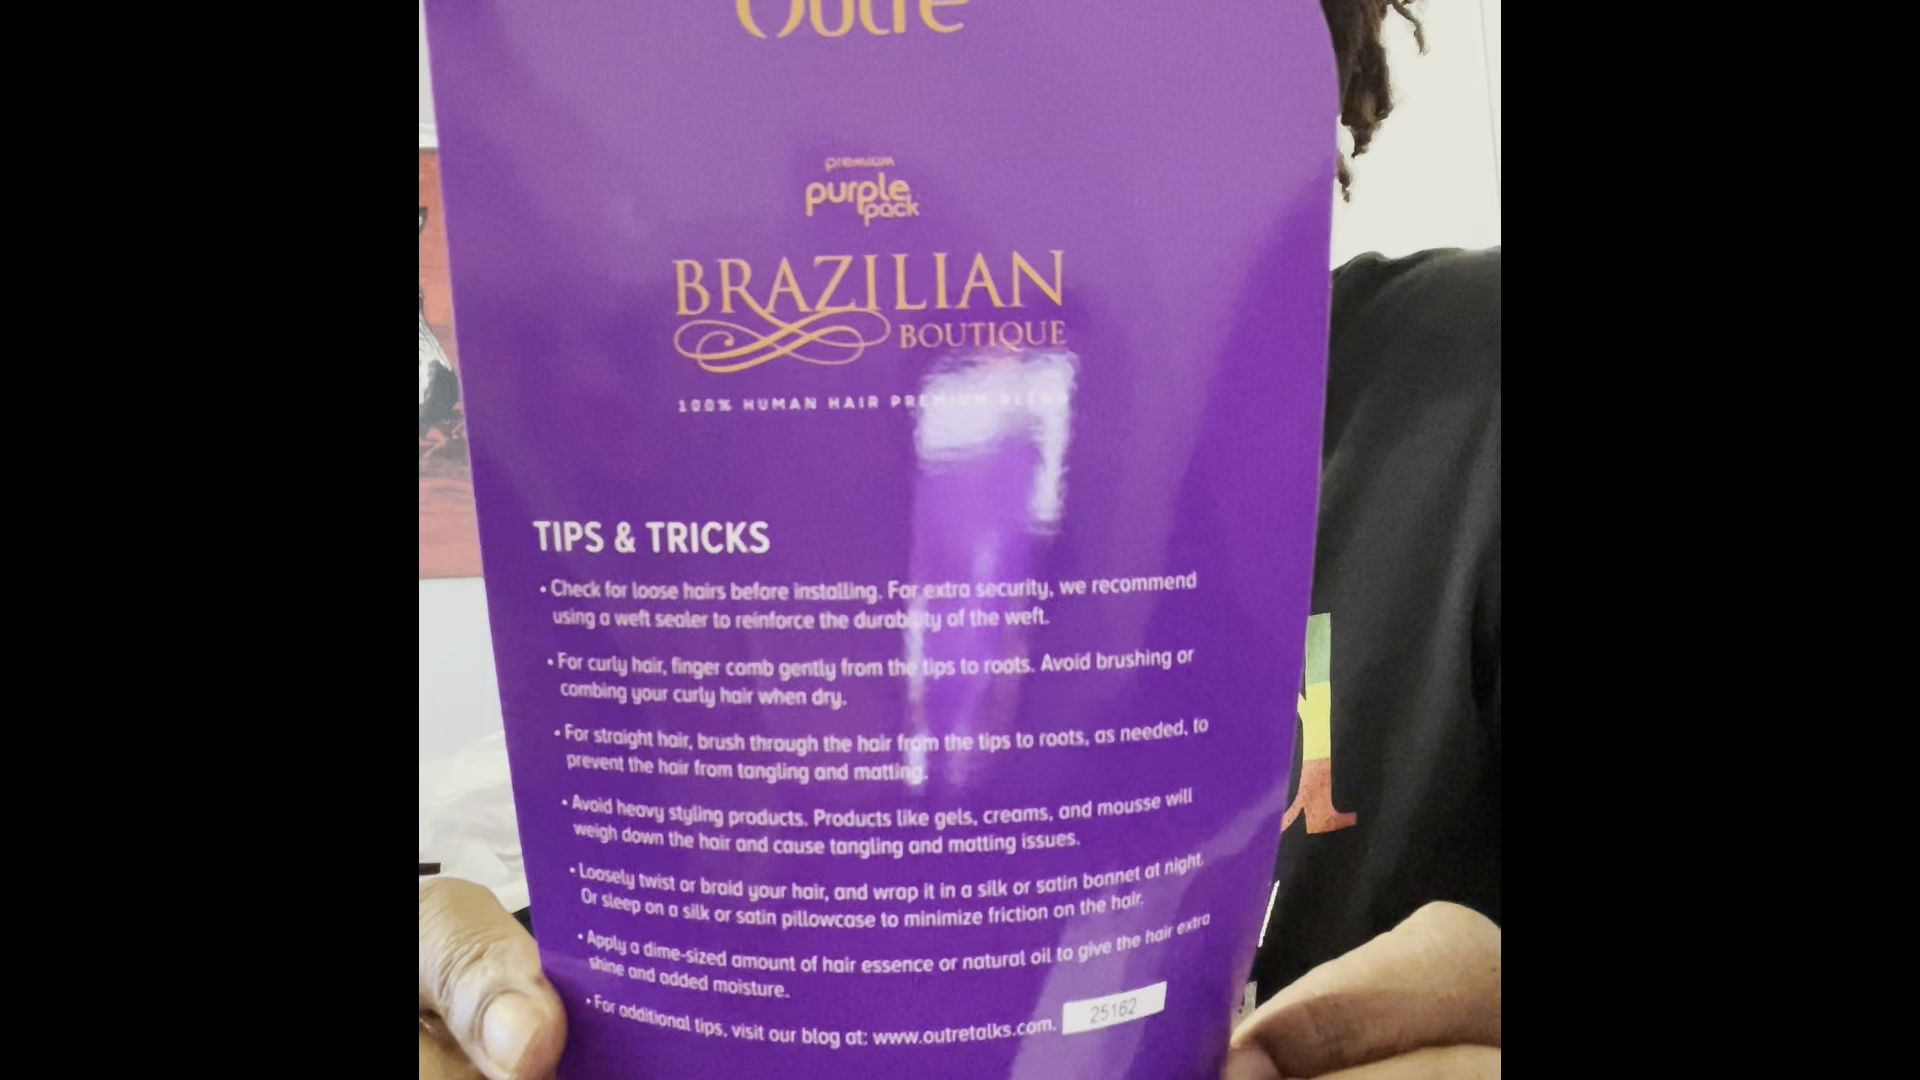 Outre
premium
purple
pack
BRAZILIAN
BOUTIQUE
100% HUMAN HAIR PREMIUM BLEND
TIPS & TRICKS
• Check for loose hairs before installing. For extra security, we recommend
using a weft sealer to reinforce the durability of the weft.
• For curly hair, finger comb gently from the tips to roots. Avoid brushing or
combing your curly hair when dry.
• For straight hair, brush through the hair from the tips to roots, as needed, to
prevent the hair from tangling and matting.
• Avoid heavy styling products. Products like gels, creams, and mousse will
weigh down the hair and cause tangling and matting issues.
• Loosely twist or braid your hair, and wrap it in a silk or satin bonnet at night.
Or sleep on a silk or satin pillowcase to minimize friction on the hair.
• Apply a dime-sized amount of hair essence or natural oil to give the hair extra
shine and added moisture.
• For additional tips, visit our blog at: www.outretalks.com.
25162